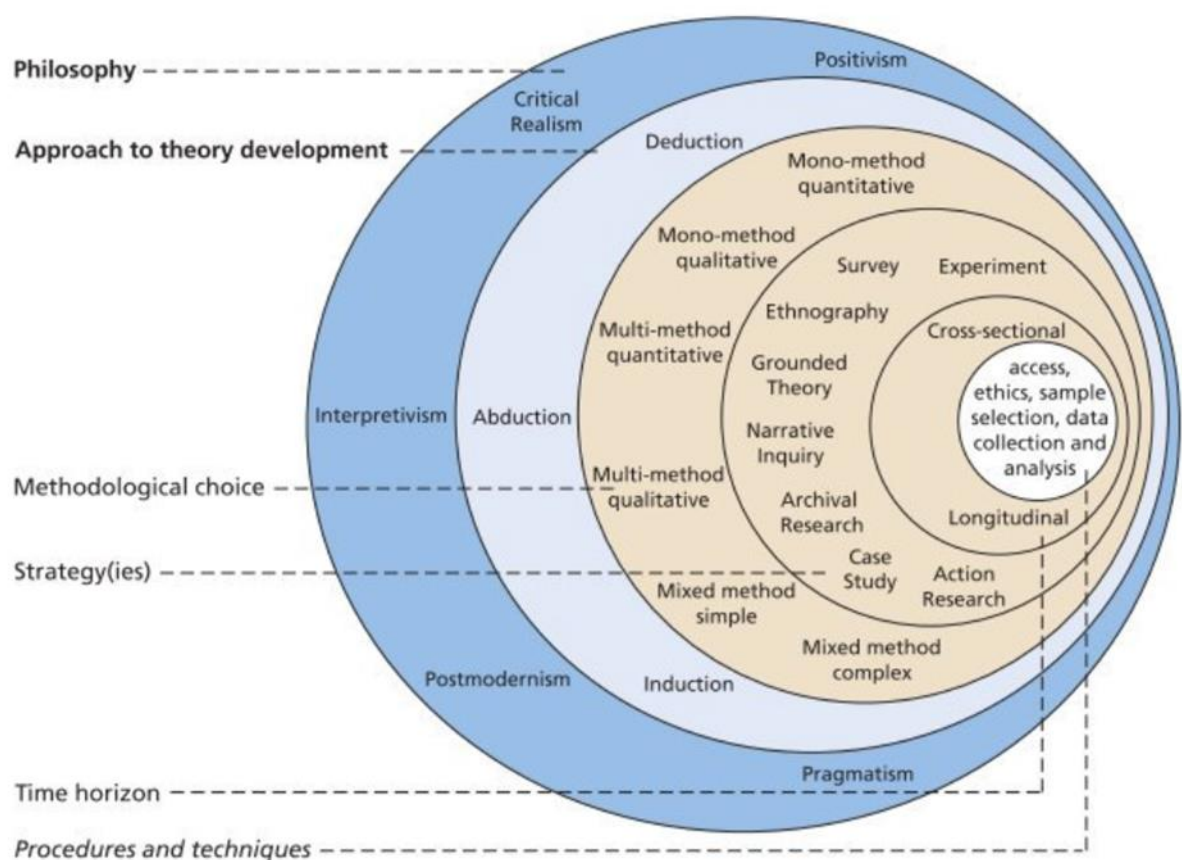 Philosophy
Approach to theory development
Methodological choice
Strategy(ies)
Time horizon
Procedures and techniques
Positivism
Critical
Realism
Interpretivism
Postmodernism
Pragmatism
Deduction
Abduction
Induction
Mono-method
quantitative
Mono-method
qualitative
Multi-method
quantitative
Multi-method
qualitative
Mixed method
simple
Mixed method
complex
Survey
Experiment
Ethnography
Grounded
Theory
Narrative
Inquiry
Archival
Research
Case
Study
Action
Research
Cross-sectional
Longitudinal
access,
ethics, sample
selection, data
collection and
analysis